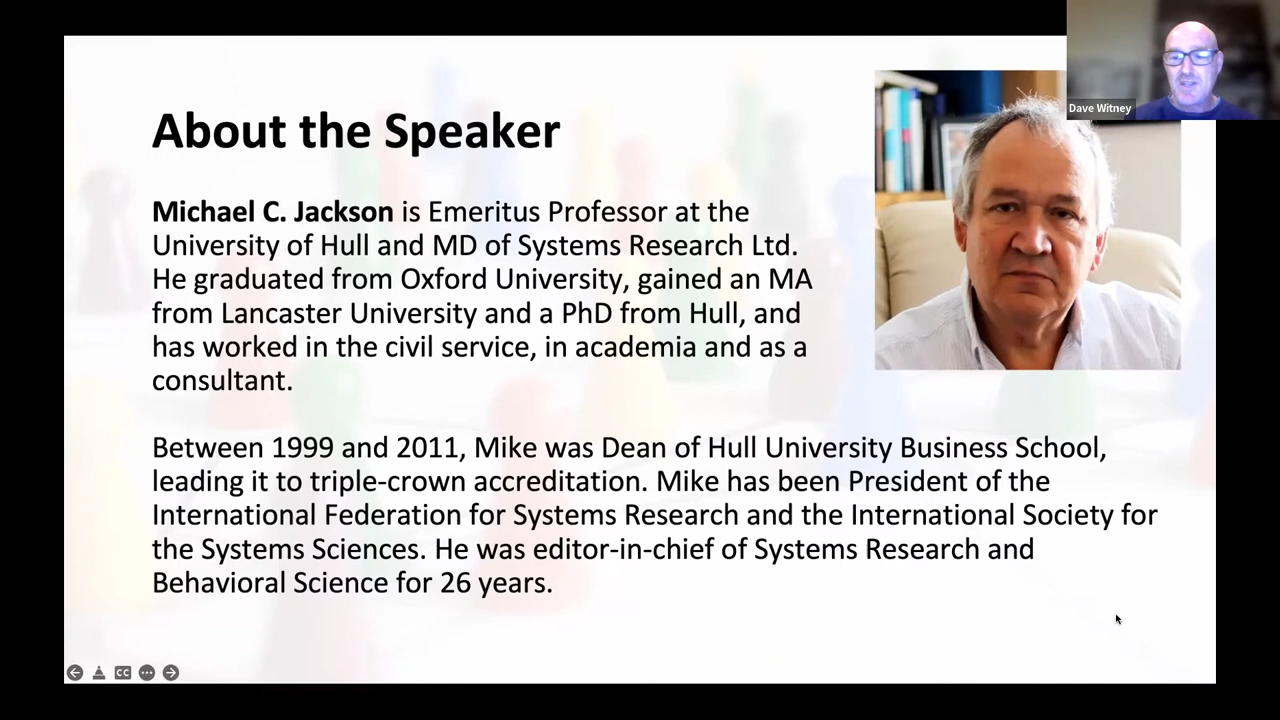 Dave Witney
About the Speaker
Michael C. Jackson is Emeritus Professor at the
University of Hull and MD of Systems Research Ltd.
He graduated from Oxford University, gained an MA
from Lancaster University and a PhD from Hull, and
has worked in the civil service, in academia and as a
consultant.
Between 1999 and 2011, Mike was Dean of Hull University Business School,
leading it to triple-crown accreditation. Mike has been President of the
International Federation for Systems Research and the International Society for
the Systems Sciences. He was editor-in-chief of Systems Research and
Behavioral Science for 26 years.
CC